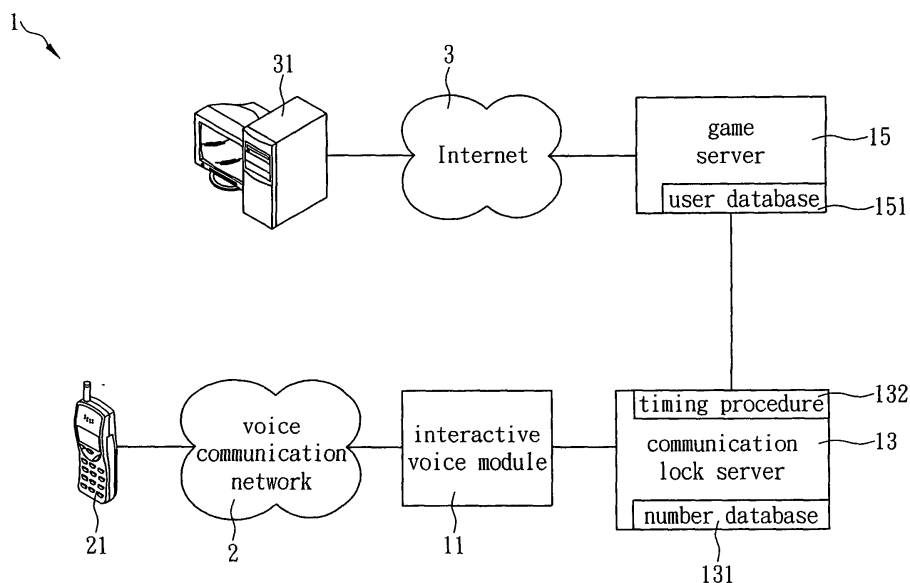 1
31
3
Internet
game
server
15
user database
151
timing procedure
132
communication
lock server
13
number database
131
interactive
voice module
11
voice
communication
network
2
21